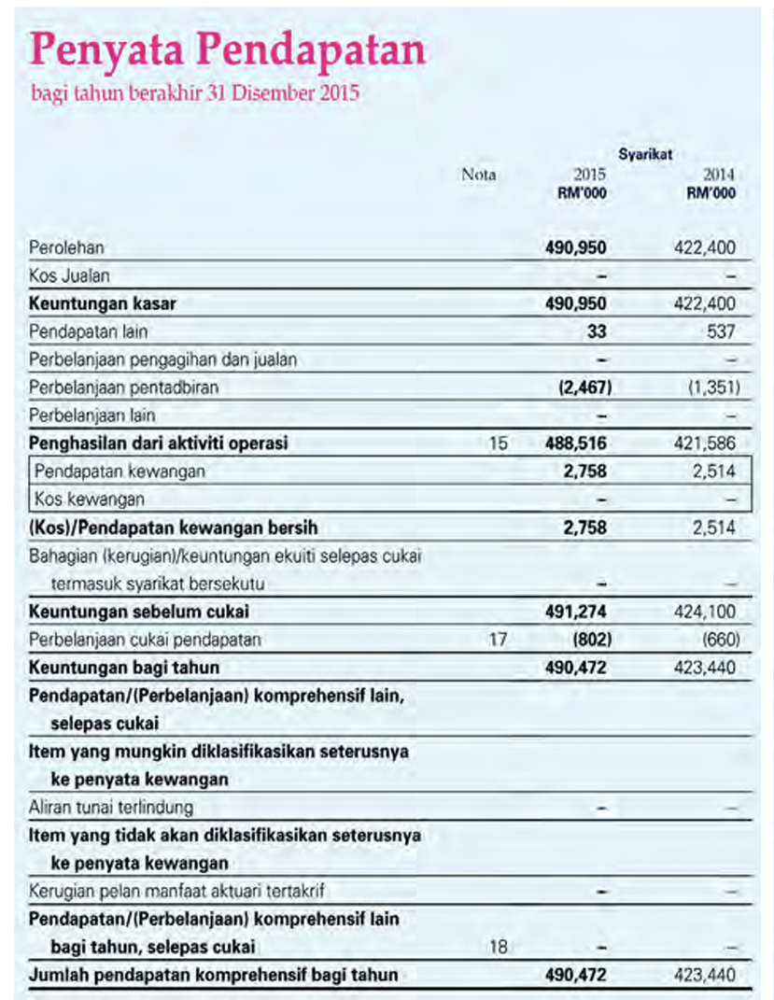 Penyata Pendapatan
bagi tahun berakhir 31 Disember 2015
Syarikat
Nota 2015 2014
RM'000 RM'000
Perolehan 490,950 422,400
Kos Jualan – –
Keuntungan kasar 490,950 422,400
Pendapatan lain 33 537
Perbelanjaan pengagihan dan jualan – –
Perbelanjaan pentadbiran (2,467) (1,351)
Perbelanjaan lain – –
Penghasilan dari aktiviti operasi 15 488,516 421,586
Pendapatan kewangan 2,758 2,514
Kos kewangan – –
(Kos)/Pendapatan kewangan bersih 2,758 2,514
Bahagian (kerugian)/keuntungan ekuiti selepas cukai
termasuk syarikat bersekutu – –
Keuntungan sebelum cukai 491,274 424,100
Perbelanjaan cukai pendapatan 17 (802) (660)
Keuntungan bagi tahun 490,472 423,440
Pendapatan/(Perbelanjaan) komprehensif lain,
selepas cukai
Item yang mungkin diklasifikasikan seterusnya
ke penyata kewangan
Aliran tunai terlindung – –
Item yang tidak akan diklasifikasikan seterusnya
ke penyata kewangan
Kerugian pelan manfaat aktuari tertakrif – –
Pendapatan/(Perbelanjaan) komprehensif lain
bagi tahun, selepas cukai 18 – –
Jumlah pendapatan komprehensif bagi tahun 490,472 423,440